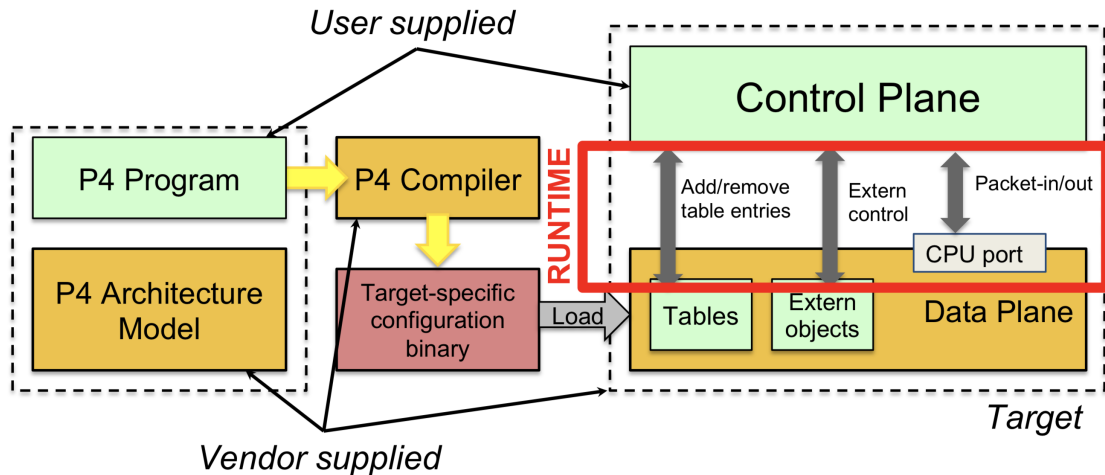 User supplied
Control Plane
P4 Program
P4 Compiler
RUNTIME
Add/remove
table entries
Extern
control
Packet-in/out
CPU port
P4 Architecture
Model
Target-specific
configuration
binary
Load
Tables
Extern
objects
Data Plane
Target
Vendor supplied